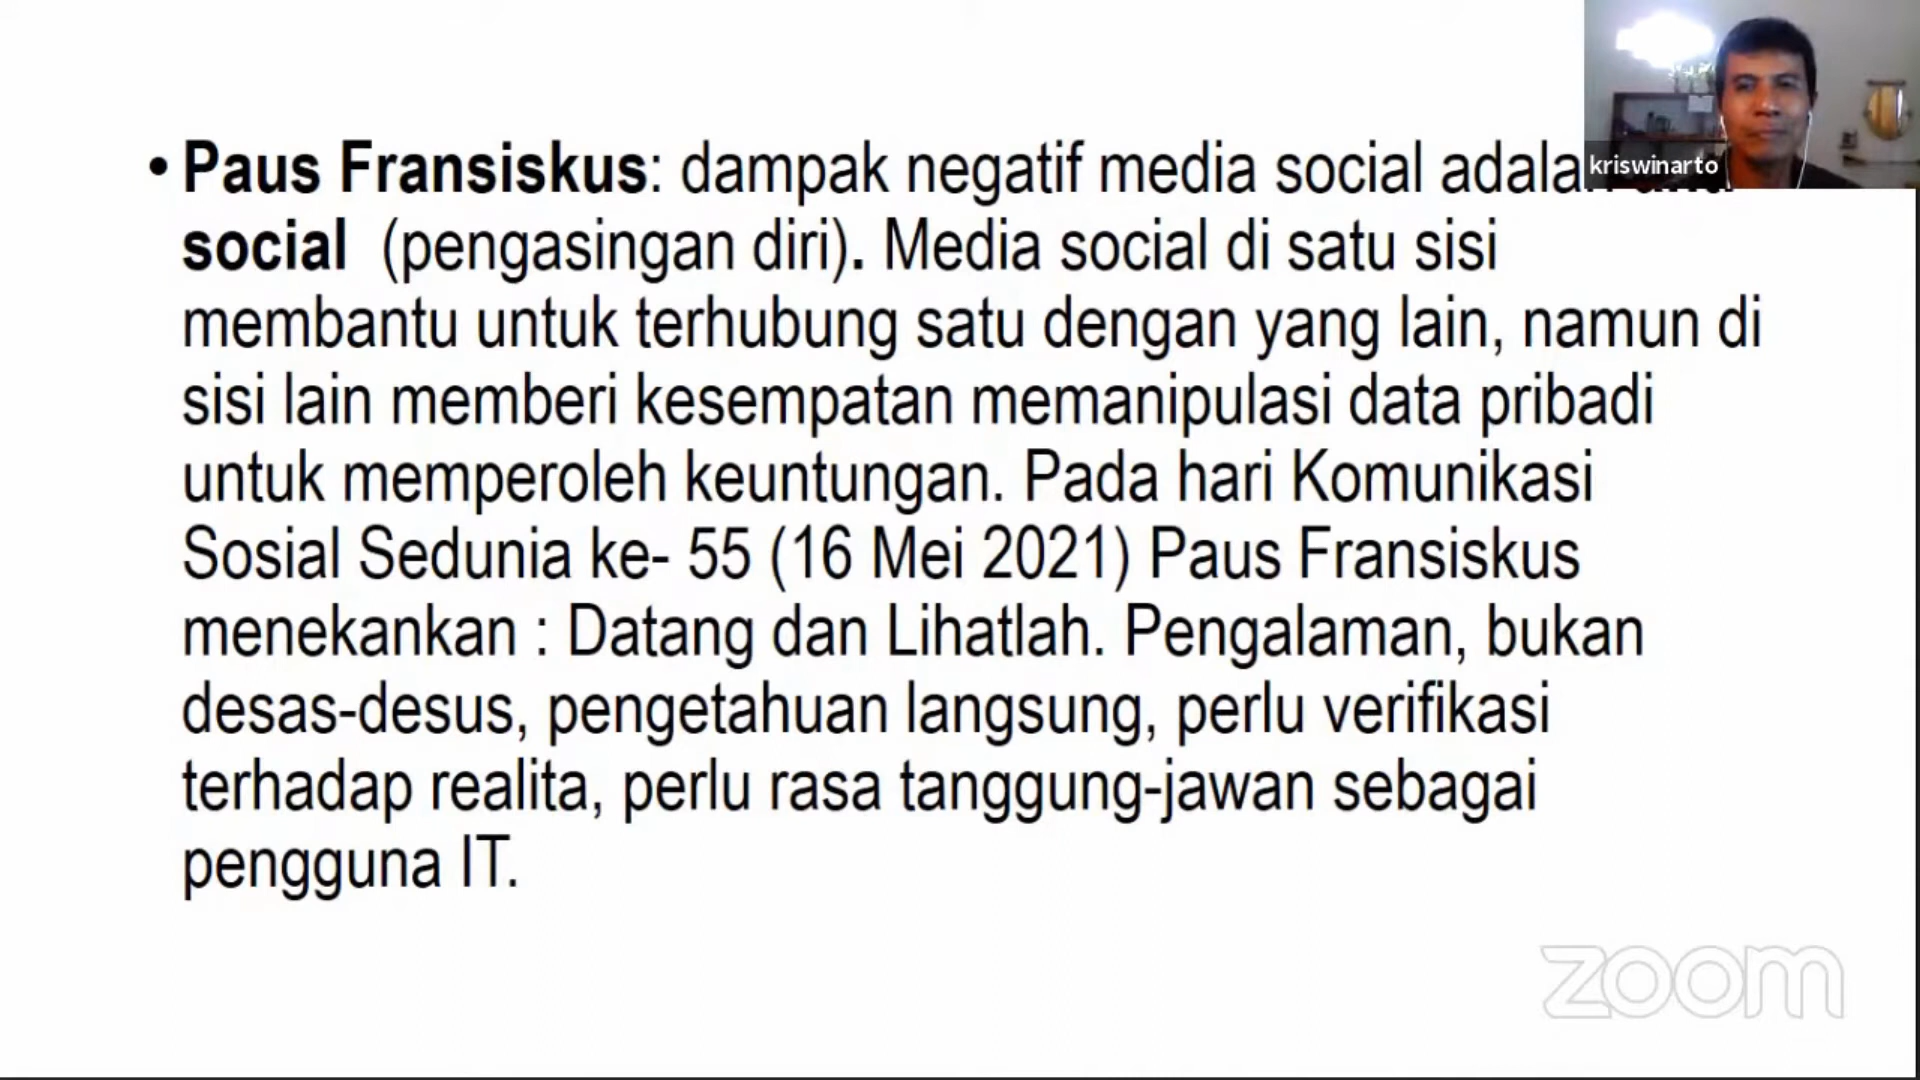 • Paus Fransiskus: dampak negatif media social
social (pengasingan diri). Media social di satu sisi
membantu untuk terhubung satu dengan yang lain, namun di
sisi lain memberi kesempatan memanipulasi data pribadi
untuk memperoleh keuntungan. Pada hari Komunikasi
Sosial Sedunia ke- 55 (16 Mei 2021) Paus Fransiskus
menekankan : Datang dan Lihatlah. Pengalaman, bukan
desas-desus, pengetahuan langsung, perlu verifikasi
terhadap realita, perlu rasa tanggung-jawan sebagai
pengguna IT.
kriswinarto
zoom